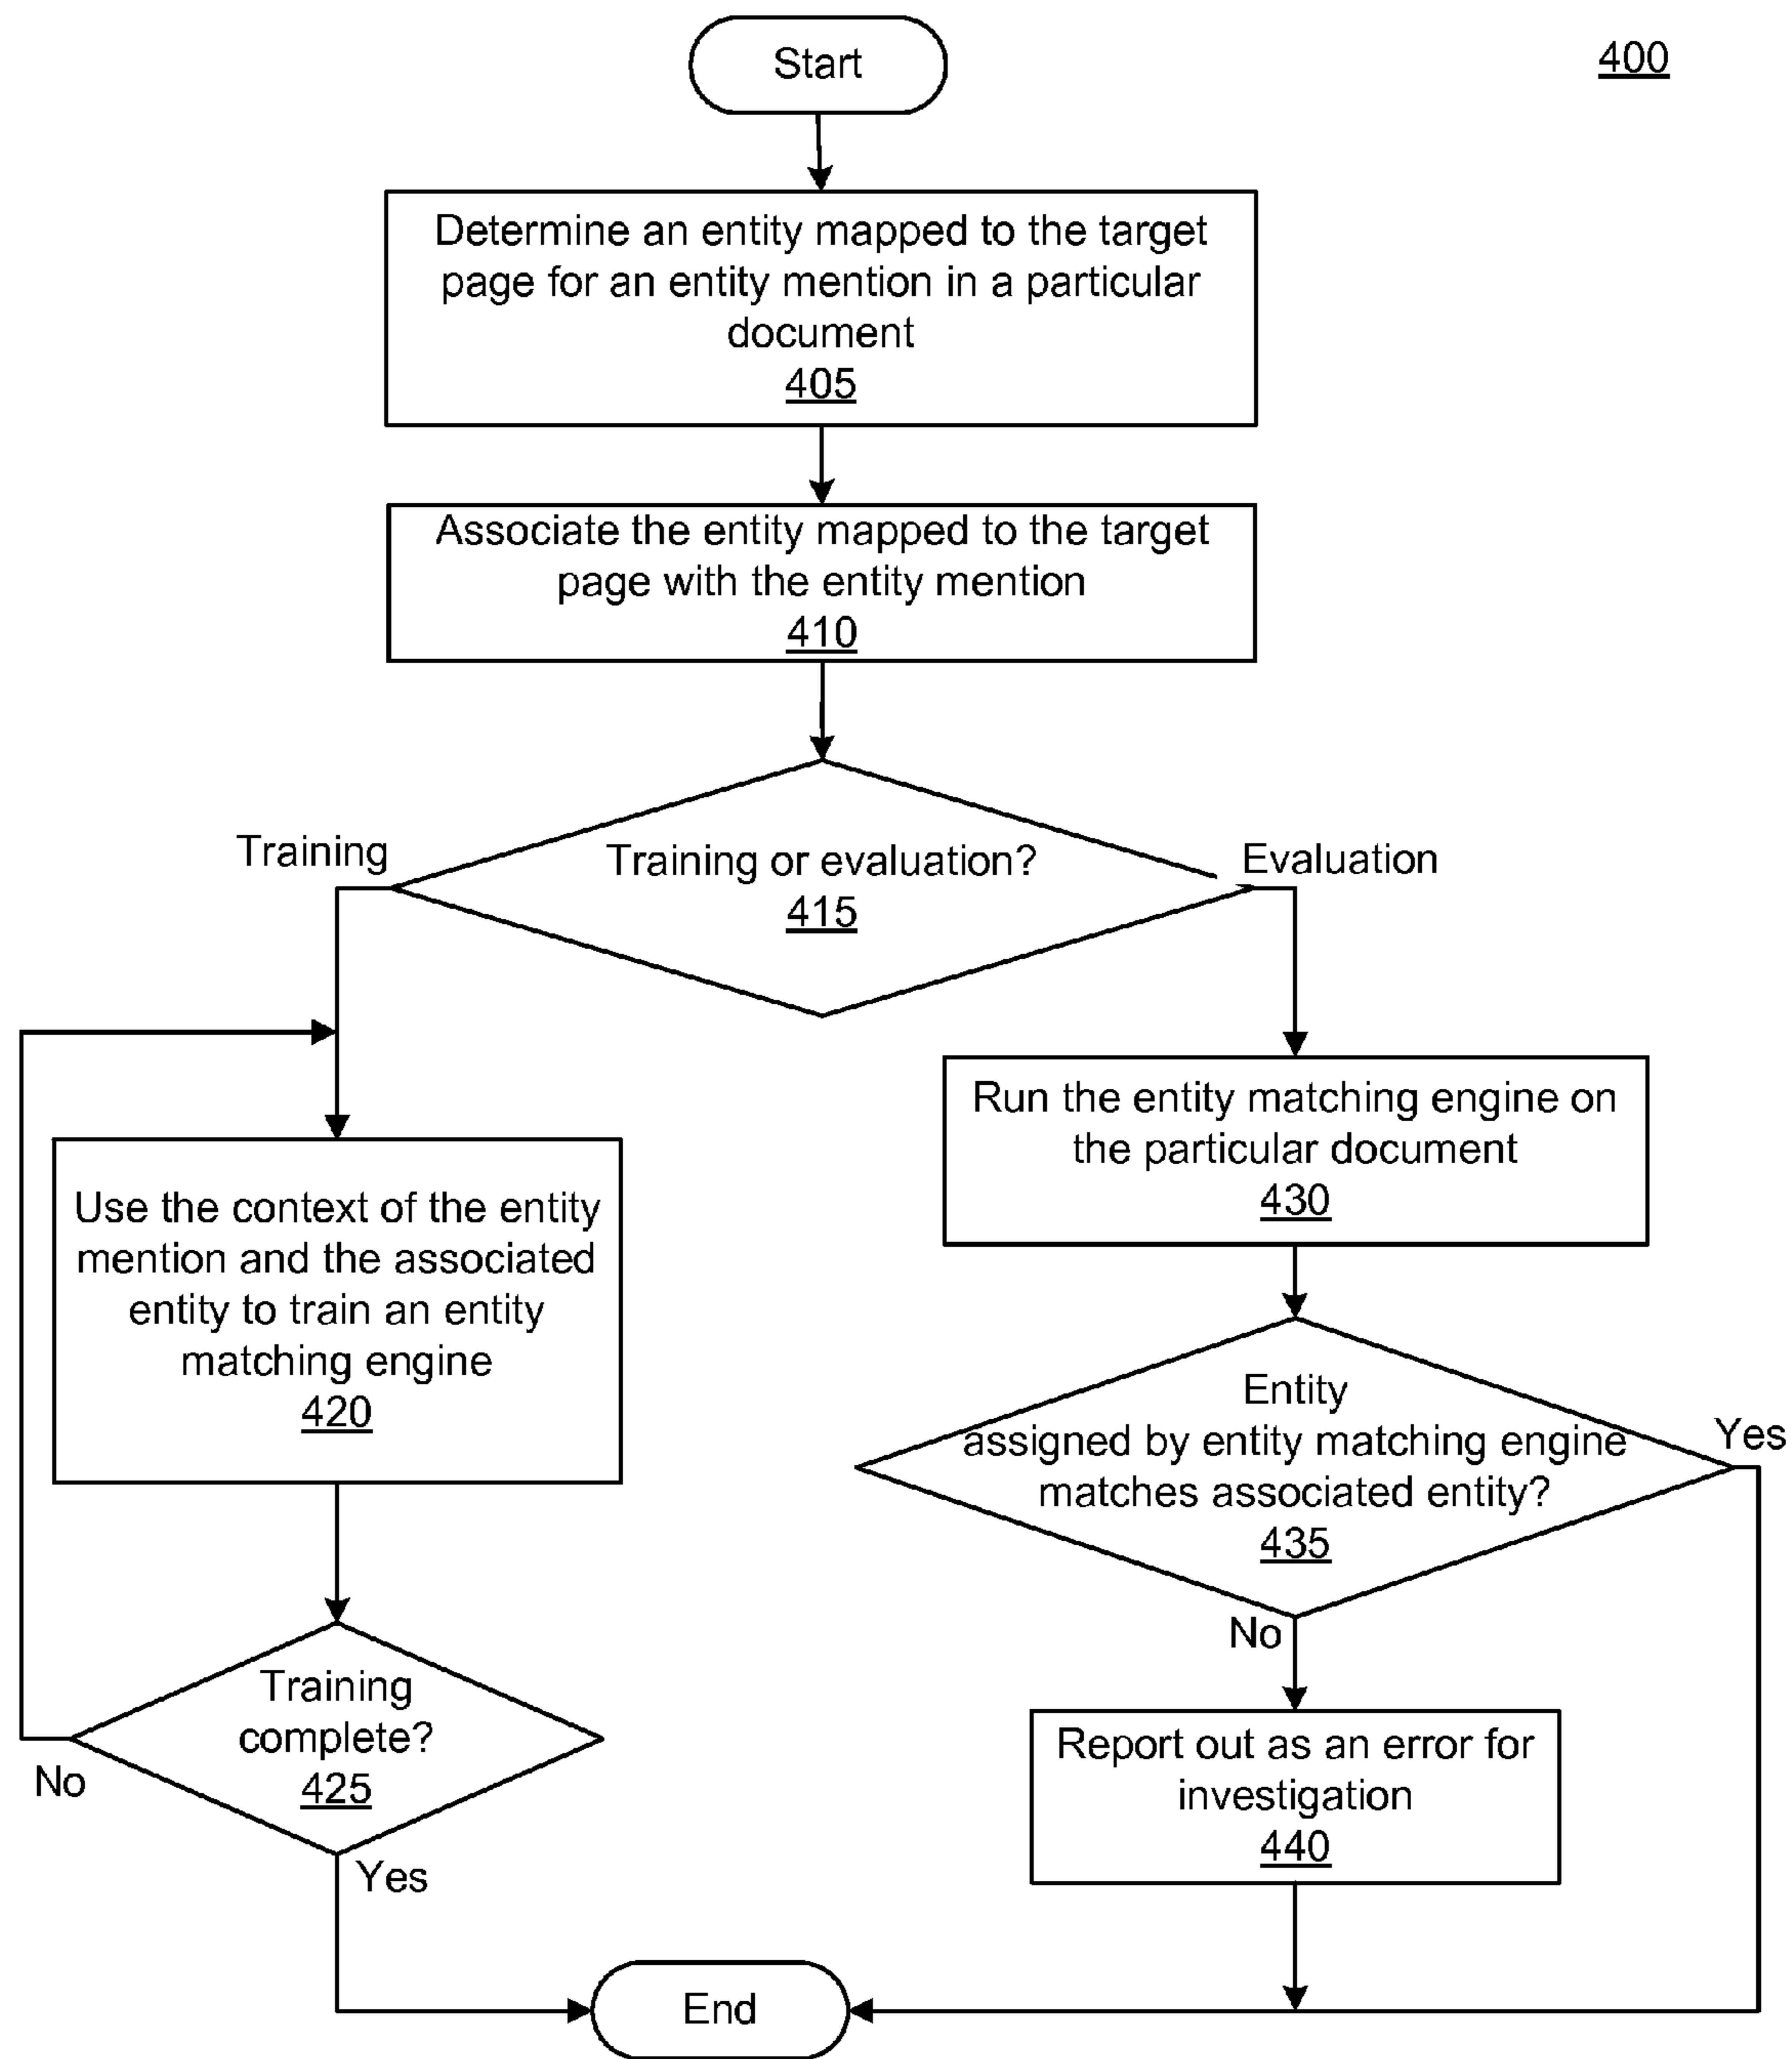 Start
400
Determine an entity mapped to the target
page for an entity mention in a particular
document
405
Associate the entity mapped to the target
page with the entity mention
410
Training
Training or evaluation?
415
Evaluation
Use the context of the entity
mention and the associated
entity to train an entity
matching engine
420
Training
complete?
425
No
Yes
Run the entity matching engine on
the particular document
430
Entity
assigned by entity matching engine
matches associated entity?
435
Yes
No
Report out as an error for
investigation
440
End